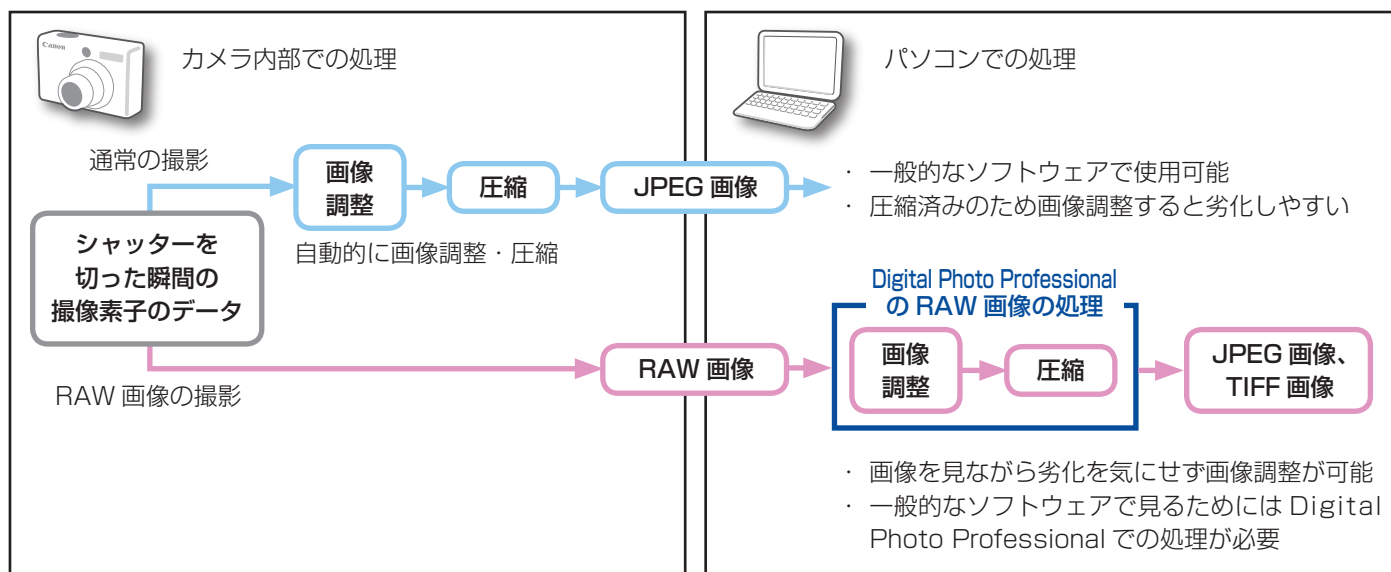 Canon
カメラ内部での処理
通常の撮影
画像
調整
圧縮
JPEG 画像
自動的に画像調整・圧縮
シャッターを
切った瞬間の
撮像素子のデータ
RAW 画像の撮影
RAW 画像
パソコンでの処理
・ 一般的なソフトウェアで使用可能
・ 圧縮済みのため画像調整すると劣化しやすい
Digital Photo Professional
の RAW 画像の処理
画像
調整
圧縮
JPEG 画像、
TIFF 画像
・ 画像を見ながら劣化を気にせず画像調整が可能
・ 一般的なソフトウェアで見るためには Digital
Photo Professional での処理が必要